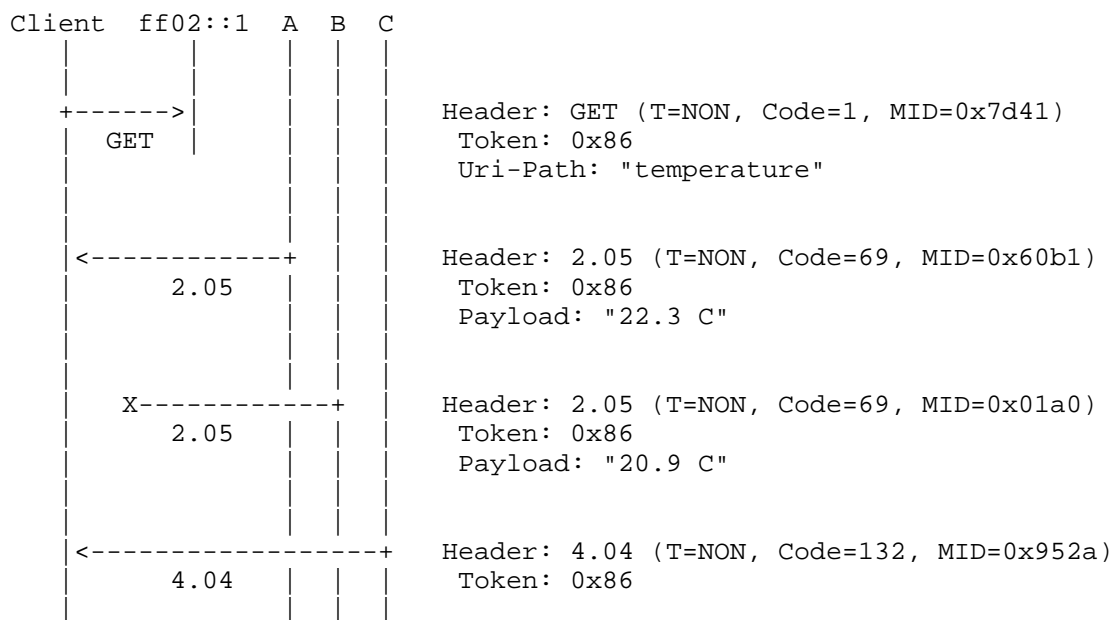 Client ff02::1 A B C
Header: GET (T=NON, Code=1, MID=0x7d41)
GET Token: 0x86
Uri-Path: "temperature"
Header: 2.05 (T=NON, Code=69, MID=0x60b1)
2.05 Token: 0x86
Payload: "22.3 C"
X Header: 2.05 (T=NON, Code=69, MID=0x01a0)
2.05 Token: 0x86
Payload: "20.9 C"
Header: 4.04 (T=NON, Code=132, MID=0x952a)
4.04 Token: 0x86